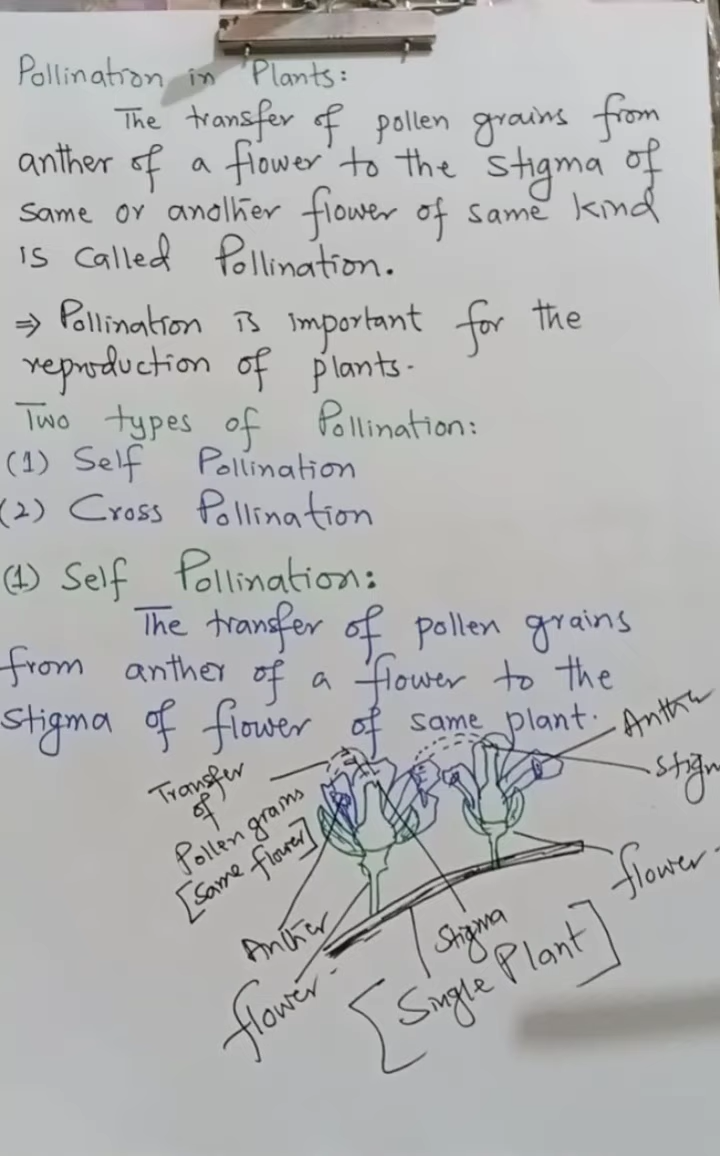 Pollination in Plants:
The transfer of pollen grains from
anther of a flower to the stigma of
same or another flower of same kind
is called Pollination.
⇒ Pollination is important for the
reproduction of plants.
Two types of Pollination:
(1) Self Pollination
(2) Cross Pollination
(1) Self Pollination:
The transfer of pollen grains
from anther of a flower to the
stigma of flower of same plant.
Transfer
of
Pollen grains
[Same flower]
Anther
Stigm
flower
Anther
Stigma
flower
[Single Plant]